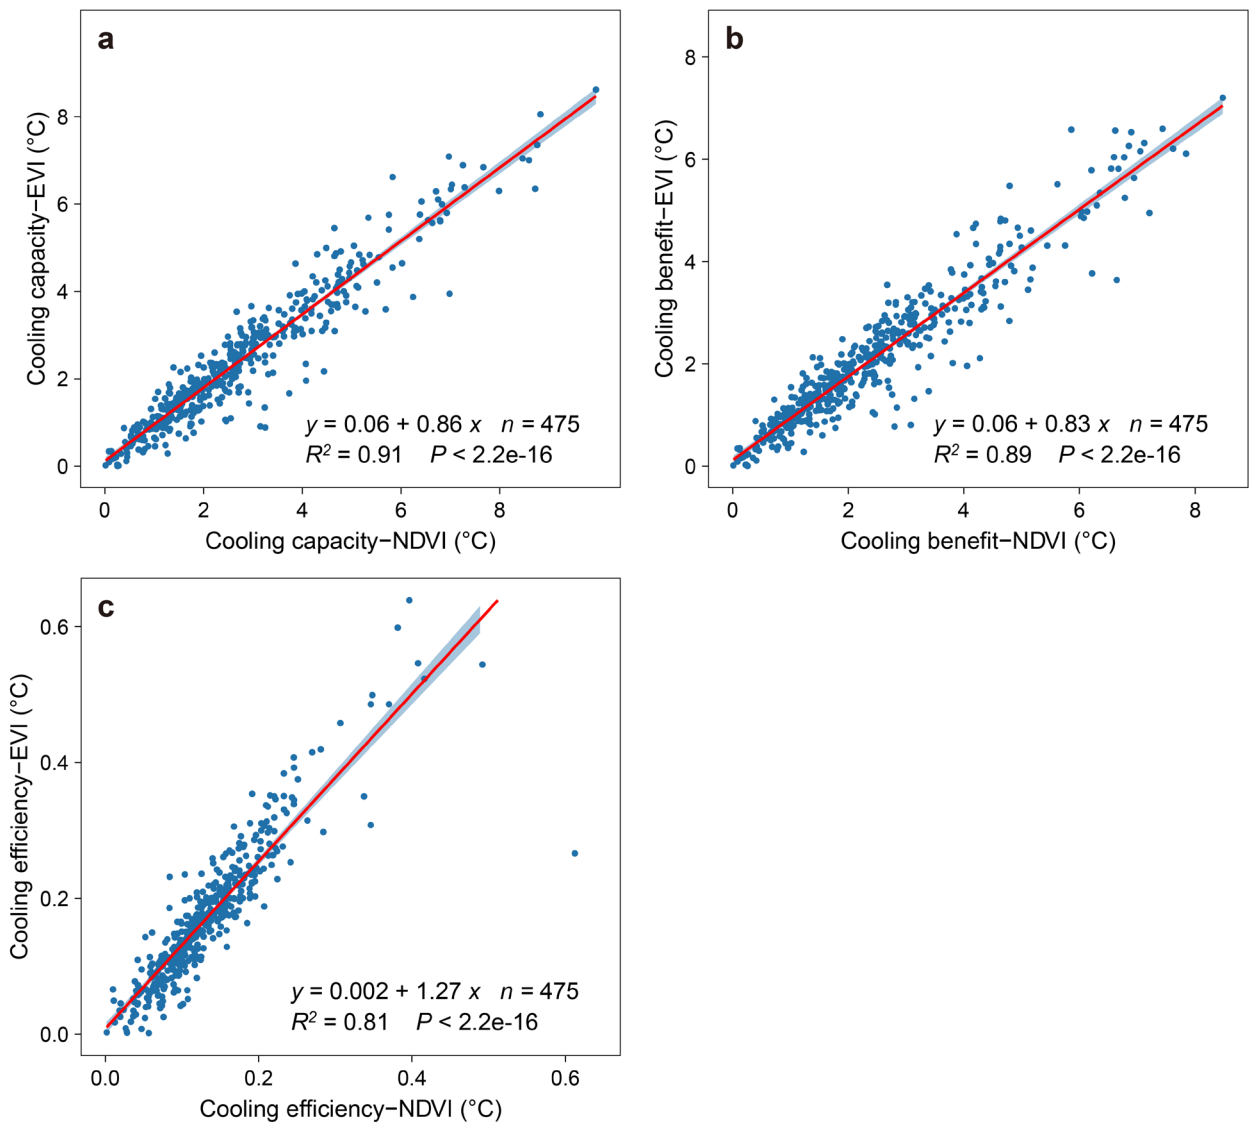 a
8
6
4
2
0
Cooling capacity−EVI (°C)
y = 0.06 + 0.86 x n = 475
R² = 0.91 P < 2.2e-16
0 2 4 6 8
Cooling capacity−NDVI (°C)
b
8
6
4
2
0
Cooling benefit−EVI (°C)
y = 0.06 + 0.83 x n = 475
R² = 0.89 P < 2.2e-16
0 2 4 6 8
Cooling benefit−NDVI (°C)
c
0.6
0.4
0.2
0.0
Cooling efficiency−EVI (°C)
y = 0.002 + 1.27 x n = 475
R² = 0.81 P < 2.2e-16
0.0 0.2 0.4 0.6
Cooling efficiency−NDVI (°C)